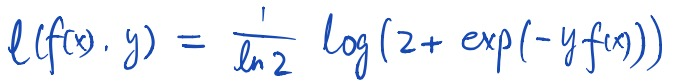 ℓ(f(x), y) = 1/ln 2 log(2+ exp(-yf(x)))